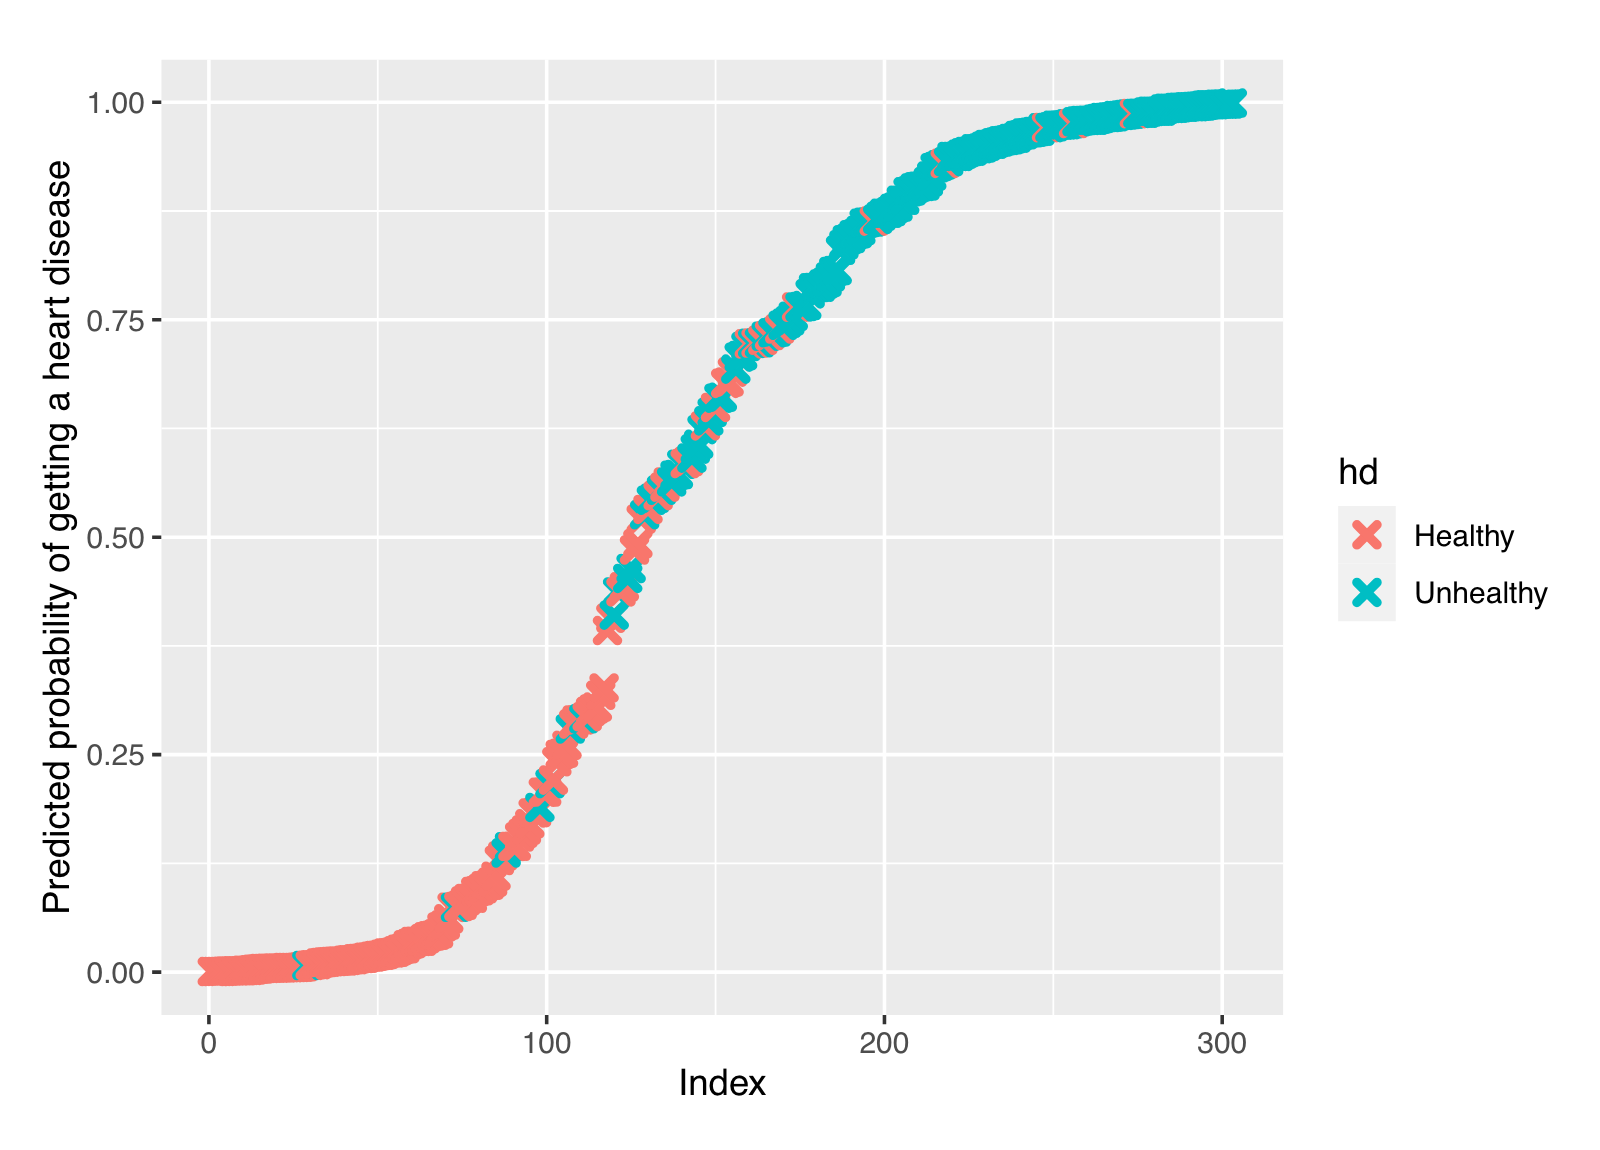 Predicted probability of getting a heart disease
1.00
0.75
0.50
0.25
0.00
0
100
200
300
Index
hd
Healthy
Unhealthy